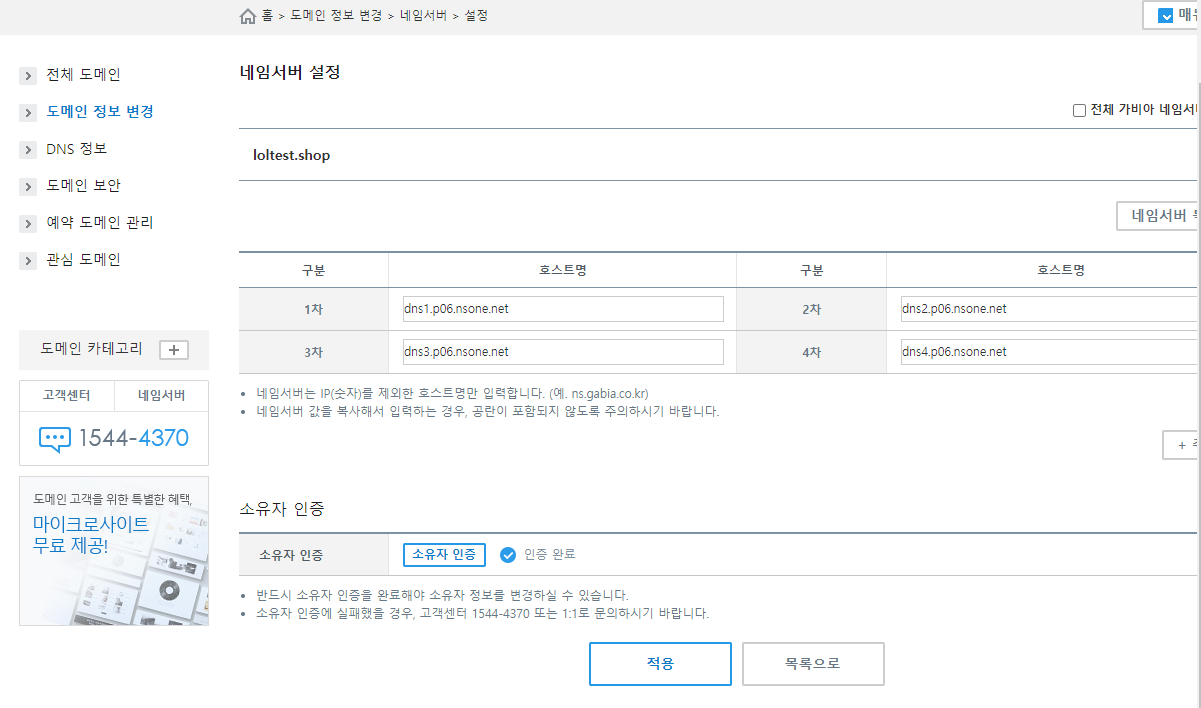 홈 > 도메인 정보 변경 > 네임서버 > 설정
전체 도메인
도메인 정보 변경
DNS 정보
도메인 보안
예약 도메인 관리
관심 도메인
도메인 카테고리 +
고객센터 네임서버
1544-4370
도메인 고객을 위한 특별한 혜택,
마이크로사이트
무료 제공!
네임서버 설정
전체 가비아 네임서버
loltest.shop
네임서버
구분 호스트명 구분 호스트명
1차 dns1.p06.nsone.net 2차 dns2.p06.nsone.net
3차 dns3.p06.nsone.net 4차 dns4.p06.nsone.net
• 네임서버는 IP(숫자)를 제외한 호스트명만 입력합니다. (예. ns.gabia.co.kr)
• 네임서버 값을 복사해서 입력하는 경우, 공란이 포함되지 않도록 주의하시기 바랍니다.
+
소유자 인증
소유자 인증 소유자 인증 인증 완료
• 반드시 소유자 인증을 완료해야 소유자 정보를 변경하실 수 있습니다.
• 소유자 인증에 실패했을 경우, 고객센터 1544-4370 또는 1:1로 문의하시기 바랍니다.
적용 목록으로